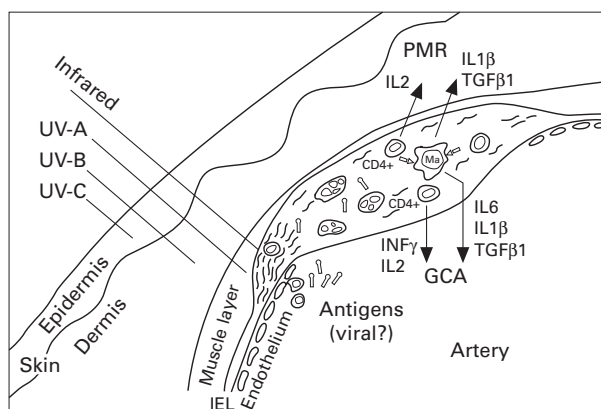 PMR
IL2
IL1β
TGFβ1
Infrared
UV-A
UV-B
UV-C
CD4+
Ma
CD4+
INFγ
IL2
IL6
IL1β
TGFβ1
GCA
Antigens
(viral?)
Artery
Epidermis
Dermis
Skin
Muscle layer
IEL
Endothelium